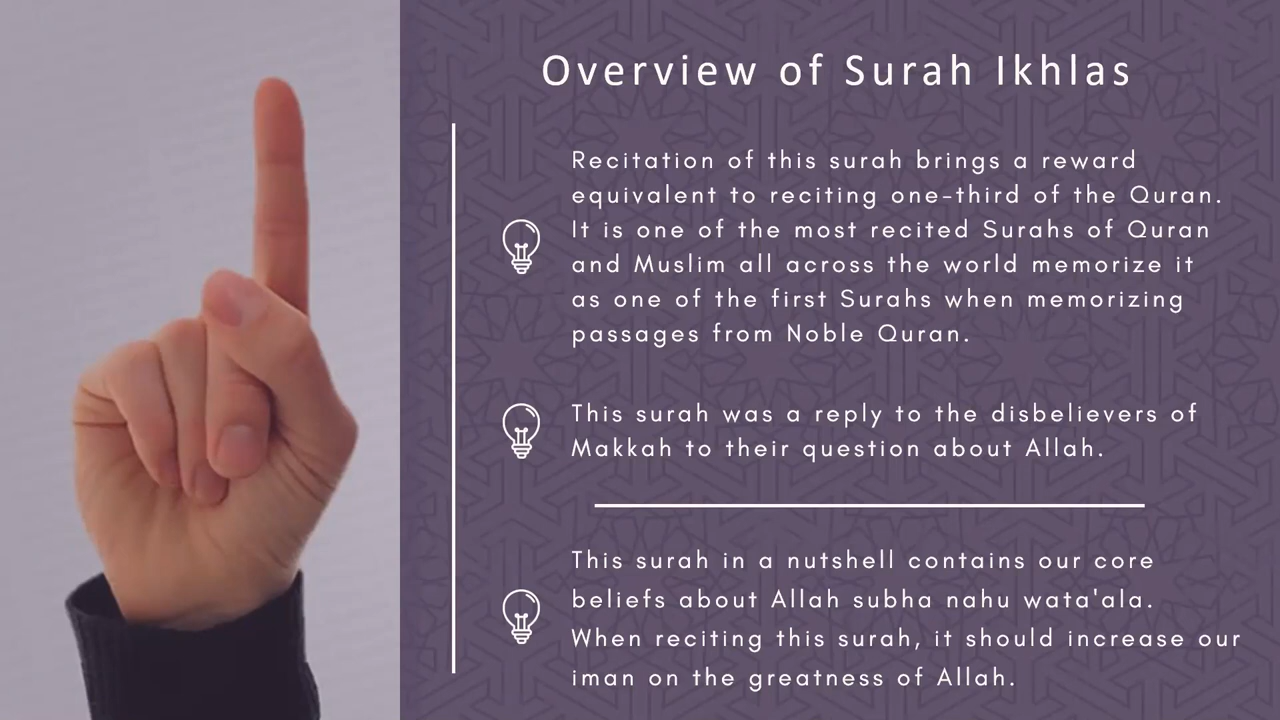 Overview of Surah Ikhlas
Recitation of this surah brings a reward
equivalent to reciting one-third of the Quran.
It is one of the most recited Surahs of Quran
and Muslim all across the world memorize it
as one of the first Surahs when memorizing
passages from Noble Quran.
This surah was a reply to the disbelievers of
Makkah to their question about Allah.
This surah in a nutshell contains our core
beliefs about Allah subha nahu wata'ala.
When reciting this surah, it should increase our
iman on the greatness of Allah.